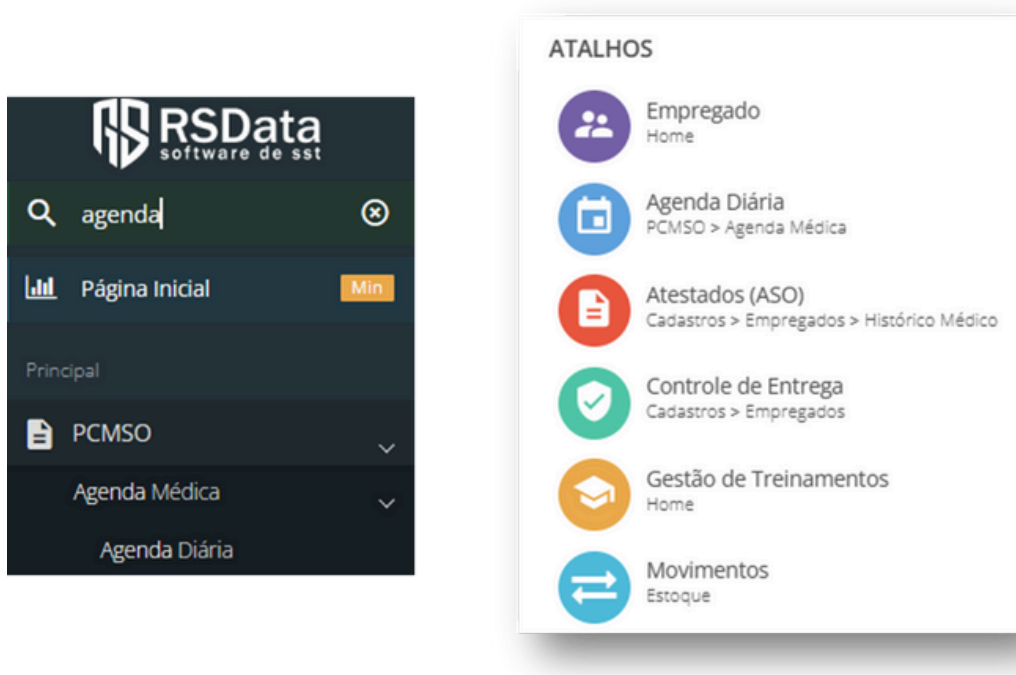 RSData
software de sst
agenda
Página Inicial
Min
Principal
PCMSO
Agenda Médica
Agenda Diária
ATALHOS
Empregado
Home
Agenda Diária
PCMSO > Agenda Médica
Atestados (ASO)
Cadastros > Empregados > Histórico Médico
Controle de Entrega
Cadastros > Empregados
Gestão de Treinamentos
Home
Movimentos
Estoque